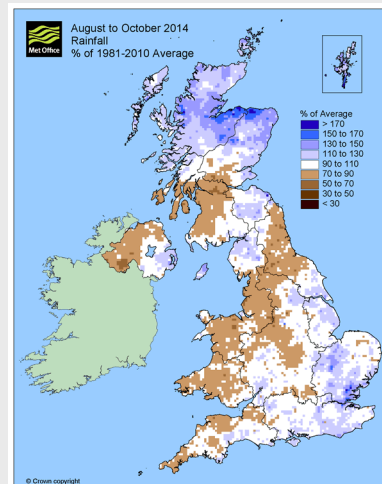 Met Office
August to October 2014
Rainfall
% of 1981-2010 Average
% of Average
> 170
150 to 170
130 to 150
110 to 130
90 to 110
70 to 90
50 to 70
30 to 50
< 30
© Crown copyright